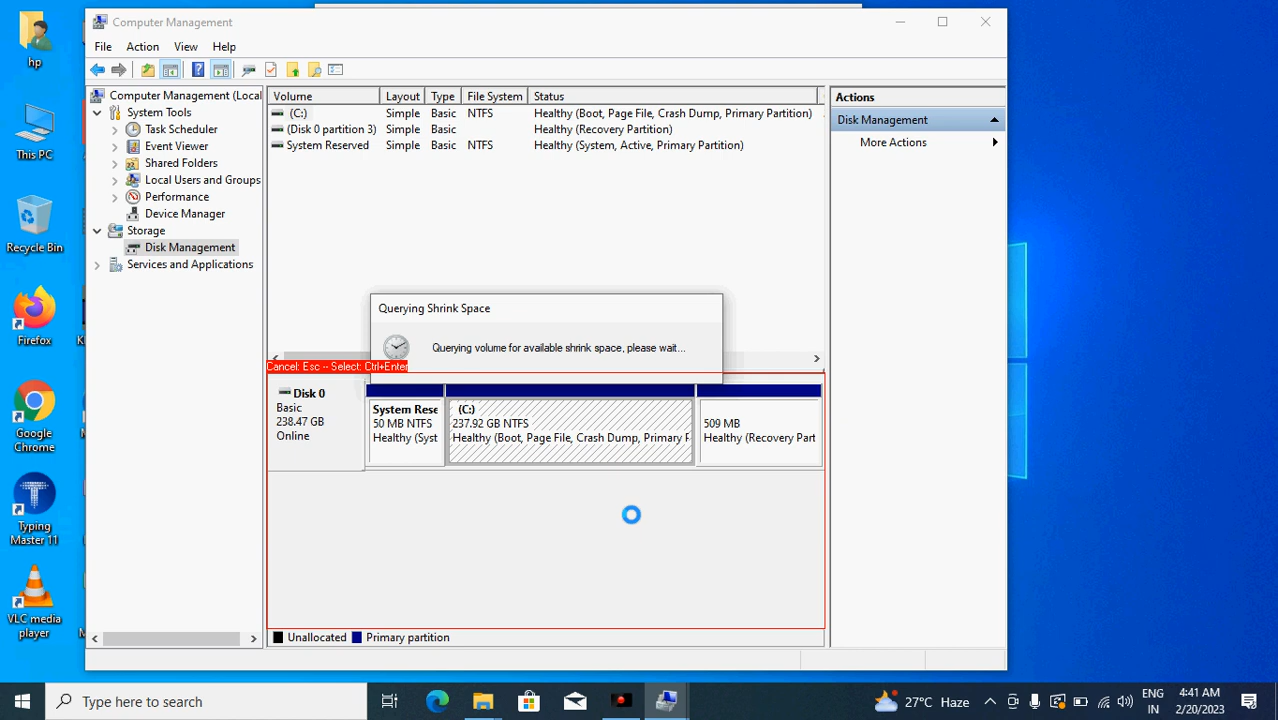 Computer Management
File Action View Help
Computer Management (Local
System Tools
Task Scheduler
Event Viewer
Shared Folders
Local Users and Groups
Performance
Device Manager
Storage
Disk Management
Services and Applications
Volume Layout Type File System Status
(C:) Simple Basic NTFS Healthy (Boot, Page File, Crash Dump, Primary Partition)
(Disk 0 partition 3) Simple Basic Healthy (Recovery Partition)
System Reserved Simple Basic NTFS Healthy (System, Active, Primary Partition)
Actions
Disk Management
More Actions
Querying Shrink Space
Querying volume for available shrink space, please wait...
Cancel: Esc -- Select: Ctrl+Enter
Disk 0
Basic
238.47 GB
Online
System Rese
50 MB NTFS
Healthy (Syst
(C:)
237.92 GB NTFS
Healthy (Boot, Page File, Crash Dump, Primary P
509 MB
Healthy (Recovery Part
Unallocated Primary partition
hp
This PC
Recycle Bin
Firefox
Google
Chrome
Typing
Master 11
VLC media
player
Type here to search
27°C Haze
ENG
IN
4:41 AM
2/20/2023